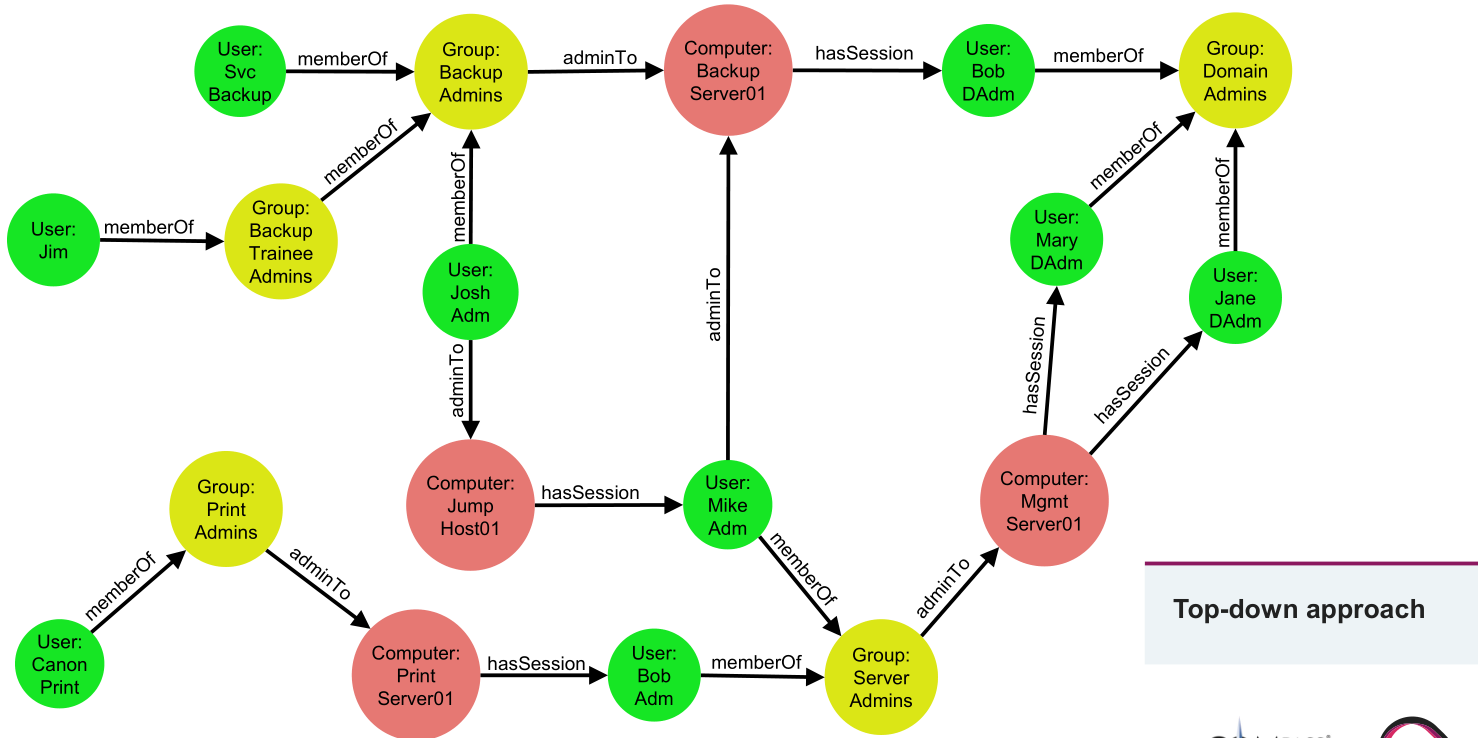 User:
Svc
Backup
memberOf
Group:
Backup
Admins
adminTo
Computer:
Backup
Server01
hasSession
User:
Bob
DAdm
memberOf
Group:
Domain
Admins
memberOf
memberOf
memberOf
memberOf
User:
Jim
memberOf
Group:
Backup
Trainee
Admins
User:
Josh
Adm
adminTo
adminTo
User:
Mary
DAdm
User:
Jane
DAdm
hasSession
hasSession
Group:
Print
Admins
memberOf
adminTo
Computer:
Jump
Host01
hasSession
User:
Mike
Adm
memberOf
adminTo
Computer:
Mgmt
Server01
User:
Canon
Print
Computer:
Print
Server01
hasSession
User:
Bob
Adm
memberOf
Group:
Server
Admins
Top-down approach